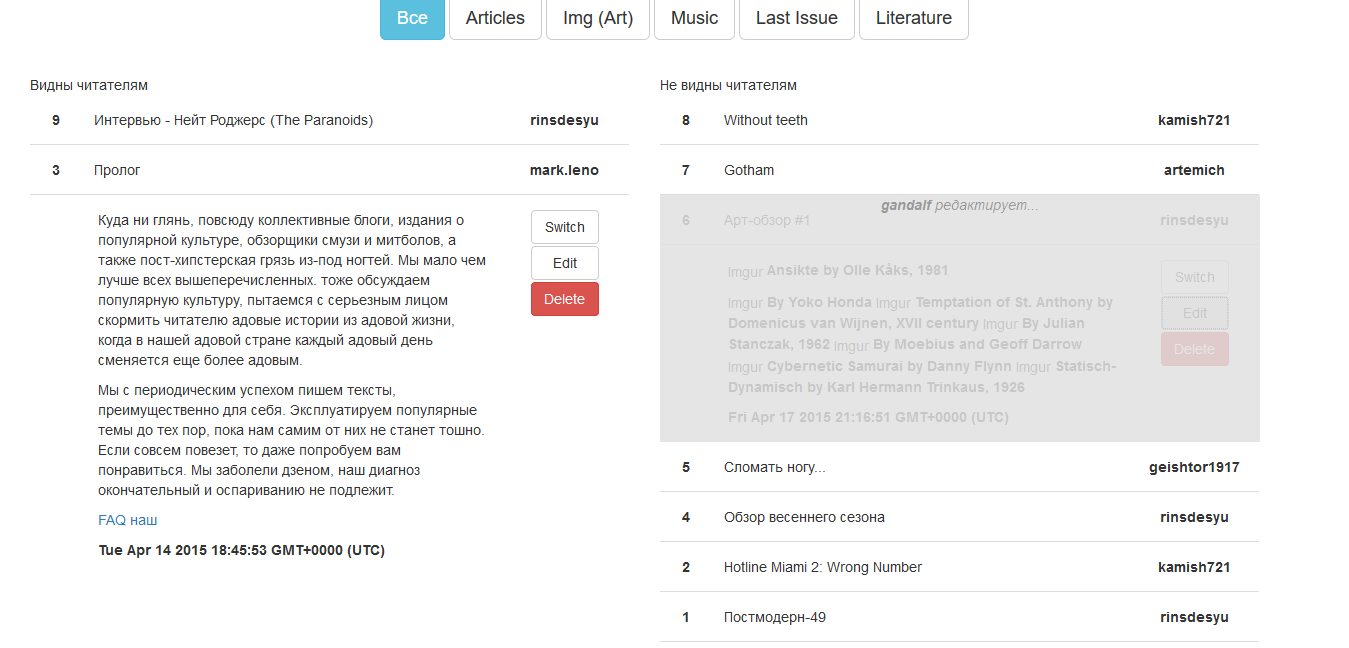 Все Articles Img (Art) Music Last Issue Literature
Видны читателям
9 Интервью - Нейт Роджерс (The Paranoids) rinsdesyu
3 Пролог mark.leno
Куда ни глянь, повсюду коллективные блоги, издания о
популярной культуре, обзорщики смузи и митболов, а
также пост-хипстерская грязь из-под ногтей. Мы мало чем
лучше всех вышеперечисленных. тоже обсуждаем
популярную культуру, пытаемся с серьезным лицом
скормить читателю адовые истории из адовой жизни,
когда в нашей адовой стране каждый адовый день
сменяется еще более адовым.
Мы с периодическим успехом пишем тексты,
преимущественно для себя. Эксплуатируем популярные
темы до тех пор, пока нам самим от них не станет тошно.
Если совсем повезет, то даже попробуем вам
понравиться. Мы заболели дзеном, наш диагноз
окончательный и оспариванию не подлежит.
FAQ наш
Tue Apr 14 2015 18:45:53 GMT+0000 (UTC)
Switch
Edit
Delete
Не видны читателям
8 Without teeth kamish721
7 Gotham artemich
gandalf редактирует...
6 Арт-обзор #1 rinsdesyu
Imgur Ansikte by Olle Kåks, 1981
Imgur By Yoko Honda Imgur Temptation of St. Anthony by
Domenicus van Wijnen, XVII century Imgur By Julian
Stanczak, 1962 Imgur By Moebius and Geoff Darrow
Imgur Cybernetic Samurai by Danny Flynn Imgur Statisch-
Dynamisch by Karl Hermann Trinkaus, 1926
Fri Apr 17 2015 21:16:51 GMT+0000 (UTC)
Switch
Edit
Delete
5 Сломать ногу... geishtor1917
4 Обзор весеннего сезона rinsdesyu
2 Hotline Miami 2: Wrong Number kamish721
1 Постмодерн-49 rinsdesyu